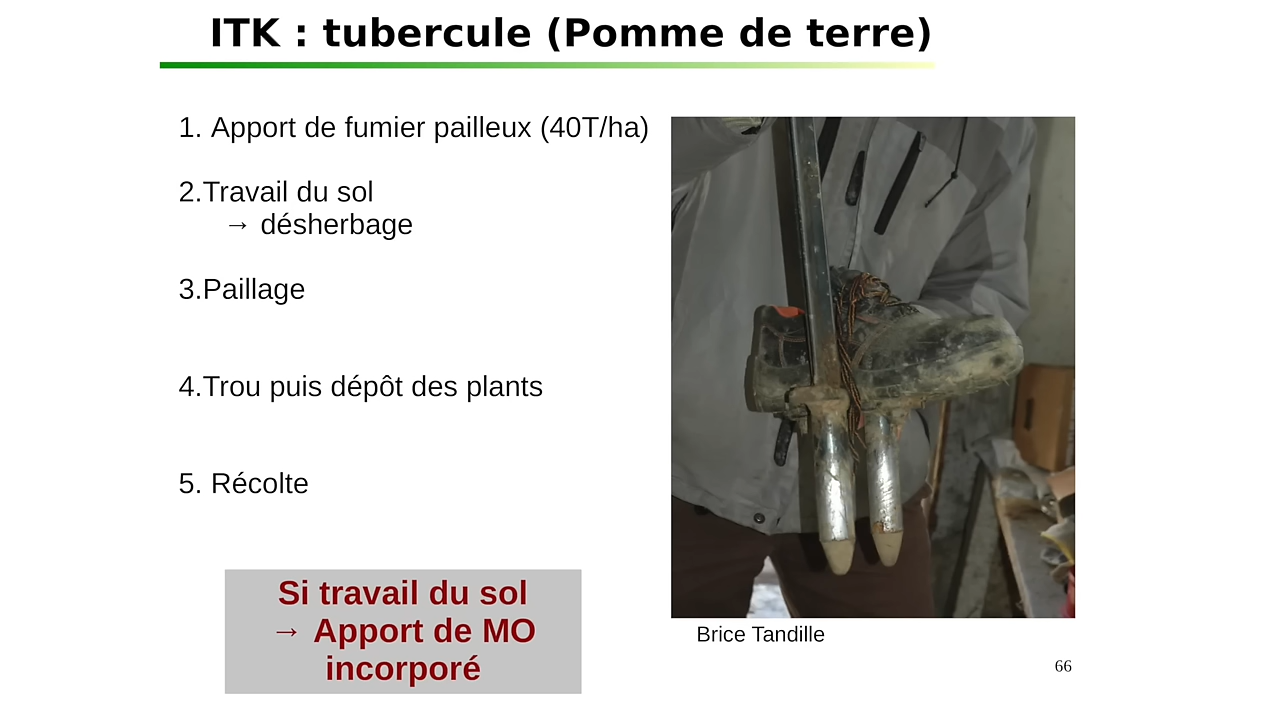 ITK : tubercule (Pomme de terre)
1. Apport de fumier pailleux (40T/ha)
2.Travail du sol
→ désherbage
3.Paillage
4.Trou puis dépôt des plants
5. Récolte
Si travail du sol
→ Apport de MO
incorporé
Brice Tandille
66